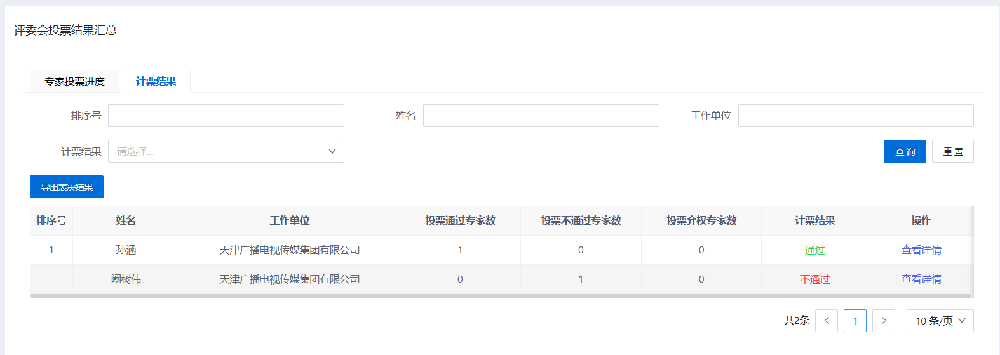 评委会投票结果汇总
专家投票进度 计票结果
排序号 姓名 工作单位
计票结果 请选择... 查 询 重 置
导出表决结果
排序号 姓名 工作单位 投票通过专家数 投票不通过专家数 投票弃权专家数 计票结果 操作
1 孙涵 天津广播电视传媒集团有限公司 1 0 0 通过 查看详情
阚树伟 天津广播电视传媒集团有限公司 0 1 0 不通过 查看详情
共2条 < 1 > 10 条/页